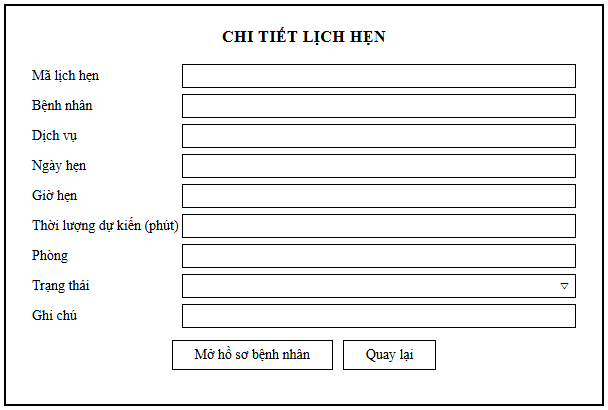 CHI TIẾT LỊCH HẸN
Mã lịch hẹn
Bệnh nhân
Dịch vụ
Ngày hẹn
Giờ hẹn
Thời lượng dự kiến (phút)
Phòng
Trạng thái
Ghi chú
Mở hồ sơ bệnh nhân Quay lại